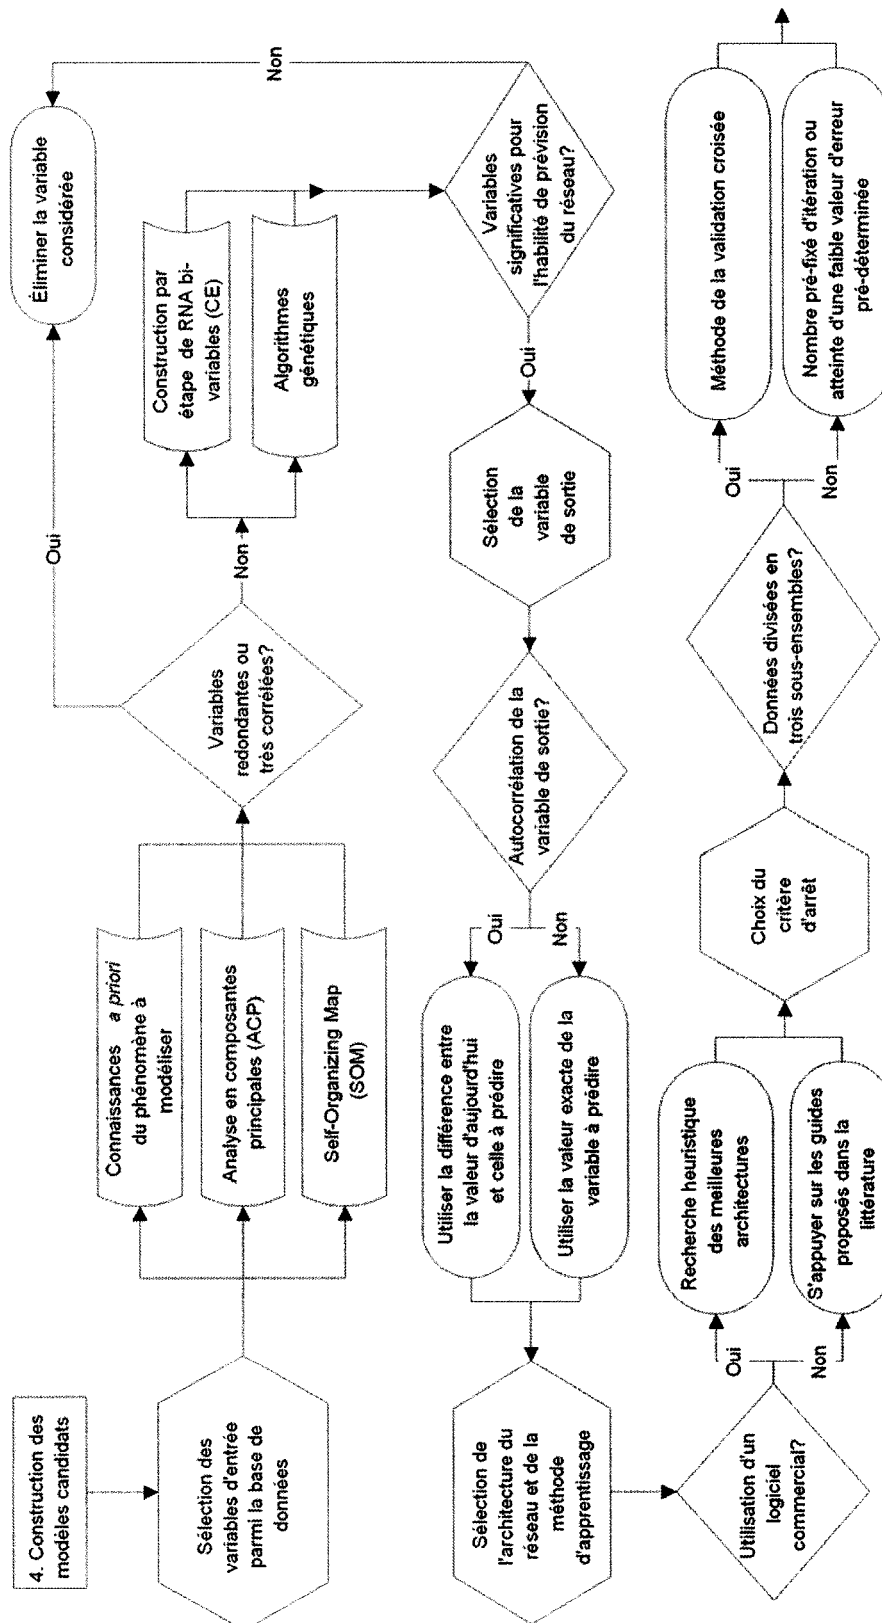 4. Construction des
modèles candidats
Sélection des
variables d'entrée
parmi la base de
données
Connaissances a priori
du phénomène à
modéliser
Analyse en composantes
principales (ACP)
Self-Organizing Map
(SOM)
Variables
redondantes ou
très corrélées?
Oui
Non
Éliminer la variable
considérée
Construction par
étape de RNA bi-
variables (CE)
Algorithmes
génétiques
Variables
significatives pour
l'habilité de prévision
du réseau?
Non
Oui
Sélection
de la
variable
de sortie
Autocorrélation de la
variable de sortie?
Oui
Non
Utiliser la différence entre
la valeur d'aujourd'hui
et celle à prédire
Utiliser la valeur exacte de la
variable à prédire
Sélection de
l'architecture du
réseau et de la
méthode
d'apprentissage
Utilisation d'un
logiciel
commercial?
Oui
Non
Recherche heuristique
des meilleures
architectures
S'appuyer sur les guides
proposés dans la
littérature
Choix du
critère
d'arrêt
Données divisées en
trois sous-ensembles?
Oui
Non
Méthode de la validation croisée
Nombre pré-fixé d'itération ou
atteinte d'une faible valeur d'erreur
pré-déterminée